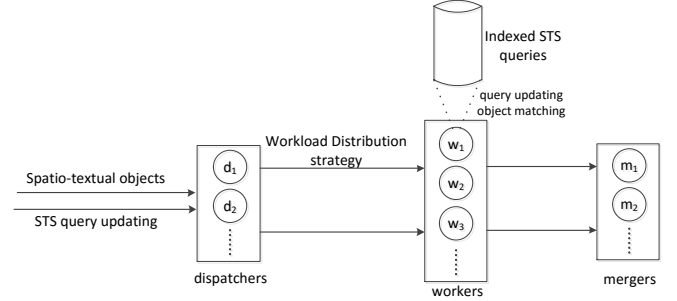 Indexed STS
queries
query updating
object matching
Workload Distribution
strategy
Spatio-textual objects
STS query updating
d1
d2
dispatchers
w1
w2
w3
workers
m1
m2
mergers